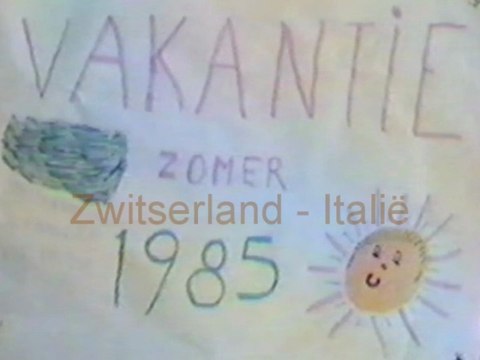 VAKANTIE
ZOMER
Zwitserland - Italië
1985